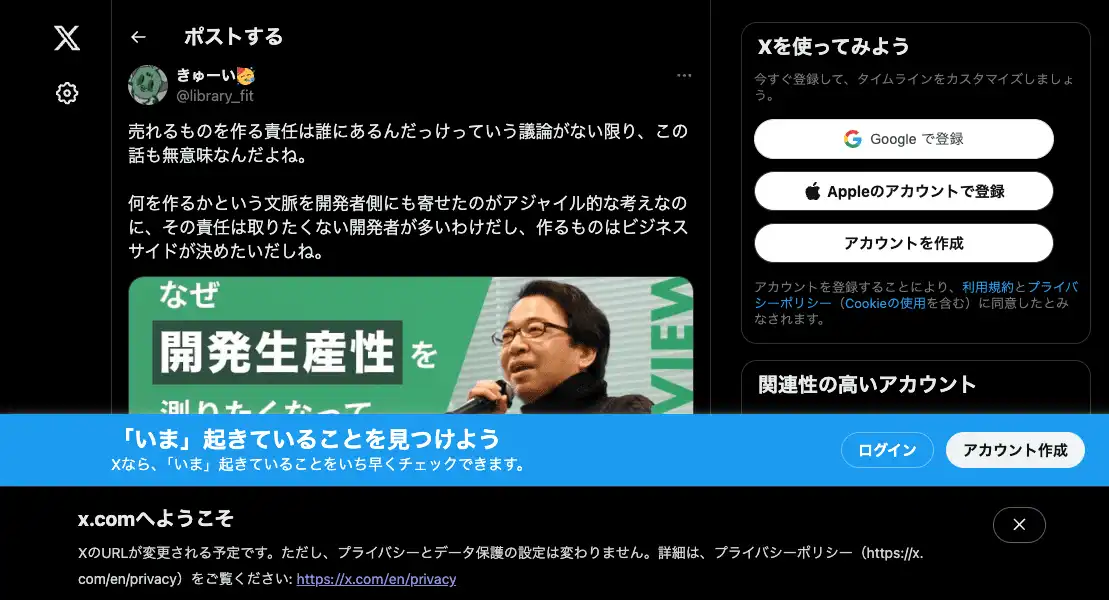 ポストする
きゅーい🥳
@library_fit
売れるものを作る責任は誰にあるんだっけっていう議論がない限り、この
話も無意味なんだよね。
何を作るかという文脈を開発者側にも寄せたのがアジャイル的な考えなの
に、その責任は取りたくない開発者が多いわけだし、作るものはビジネス
サイドが決めたいだしね。
なぜ
開発生産性を
測りたくなって
VIEW
Xを使ってみよう
今すぐ登録して、タイムラインをカスタマイズしましょ
う。
Google で登録
Appleのアカウントで登録
アカウントを作成
アカウントを登録することにより、利用規約とプライバ
シーポリシー（Cookieの使用を含む）に同意したとみ
なされます。
関連性の高いアカウント
「いま」起きていることを見つけよう
Xなら、「いま」起きていることをいち早くチェックできます。
ログイン
アカウント作成
x.comへようこそ
XのURLが変更される予定です。ただし、プライバシーとデータ保護の設定は変わりません。詳細は、プライバシーポリシー（https://x.
com/en/privacy）をご覧ください: https://x.com/en/privacy